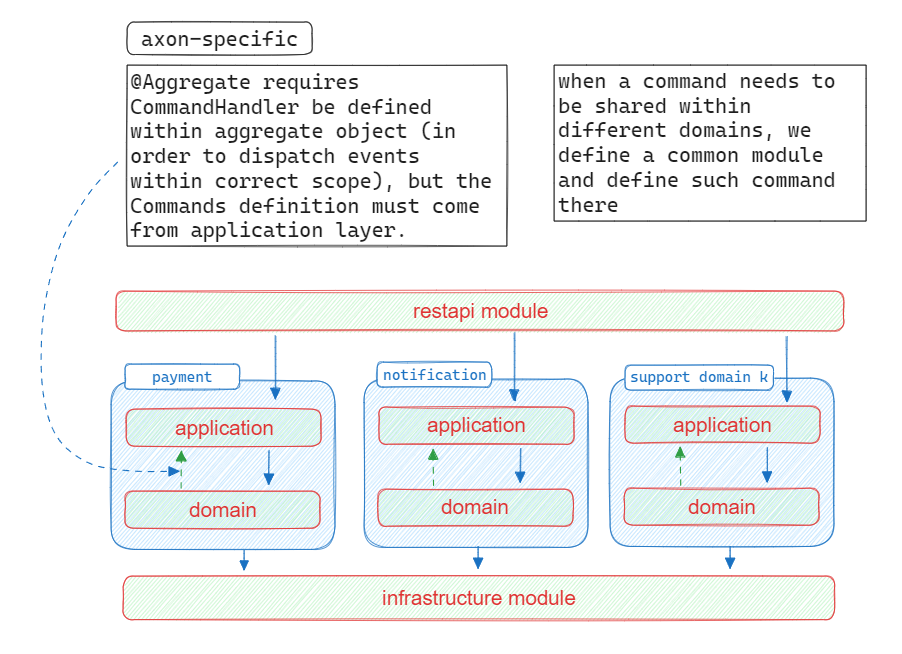 axon-specific
@Aggregate requires
CommandHandler be defined
within aggregate object (in
order to dispatch events
within correct scope), but the
Commands definition must come
from application layer.
when a command needs to
be shared within
different domains, we
define a common module
and define such command
there
restapi module
payment
notification
support domain k
application
application
application
domain
domain
domain
infrastructure module